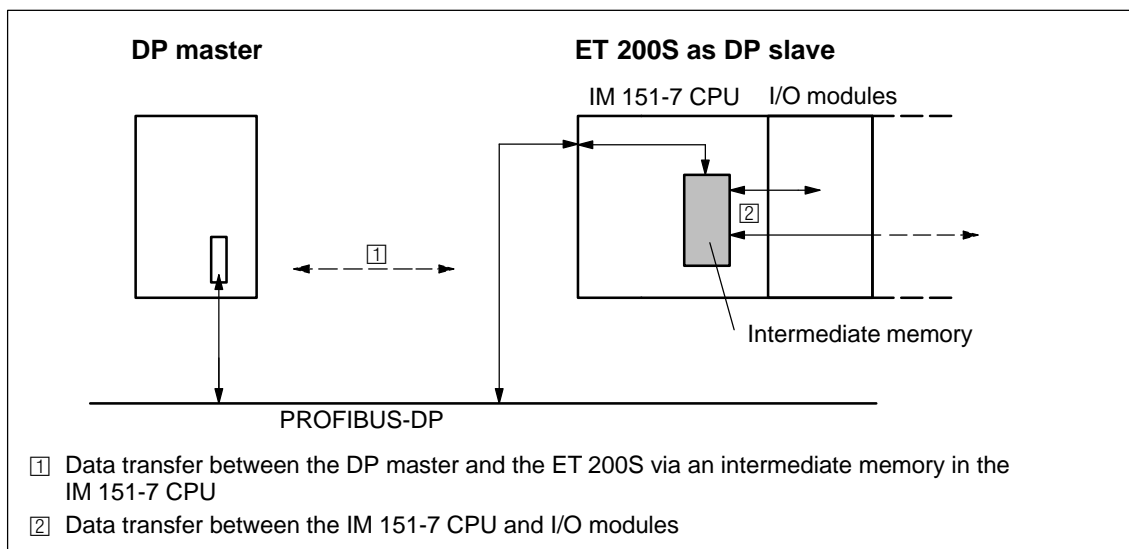 DP master
ET 200S as DP slave
IM 151-7 CPU
I/O modules
1
2
Intermediate memory
PROFIBUS-DP
1 Data transfer between the DP master and the ET 200S via an intermediate memory in the
IM 151-7 CPU
2 Data transfer between the IM 151-7 CPU and I/O modules